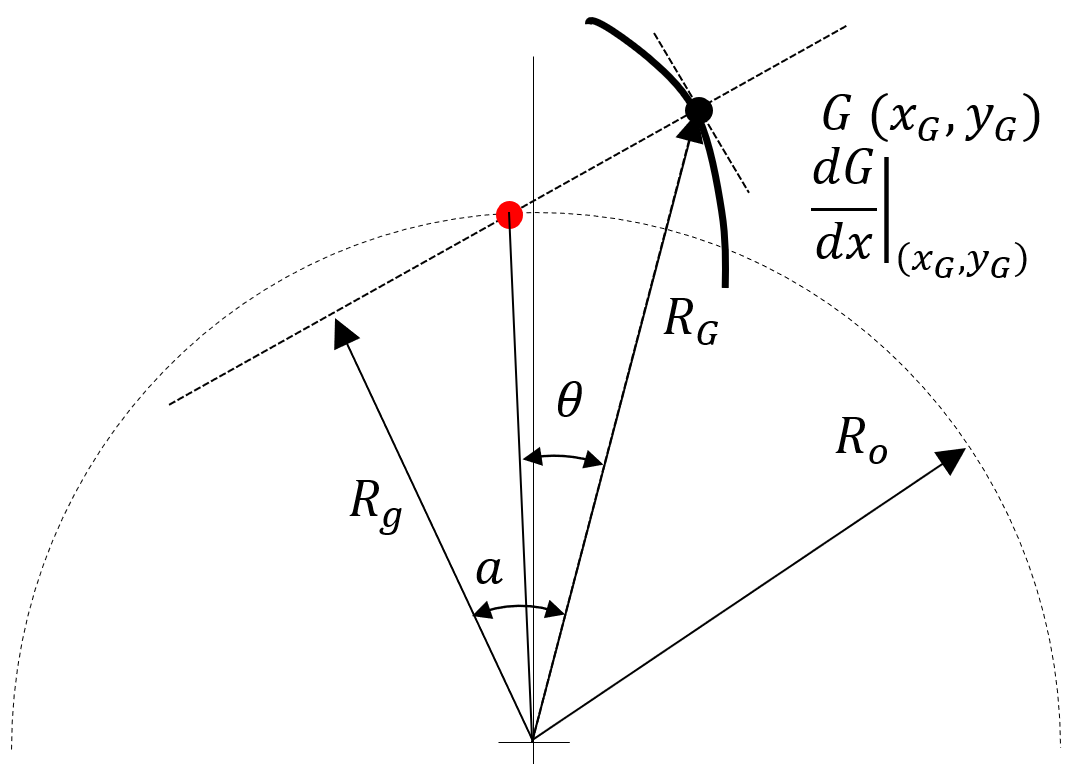 G (x_G, y_G)
dG/dx|_(x_G,y_G)
R_G
θ
R_o
R_g
a